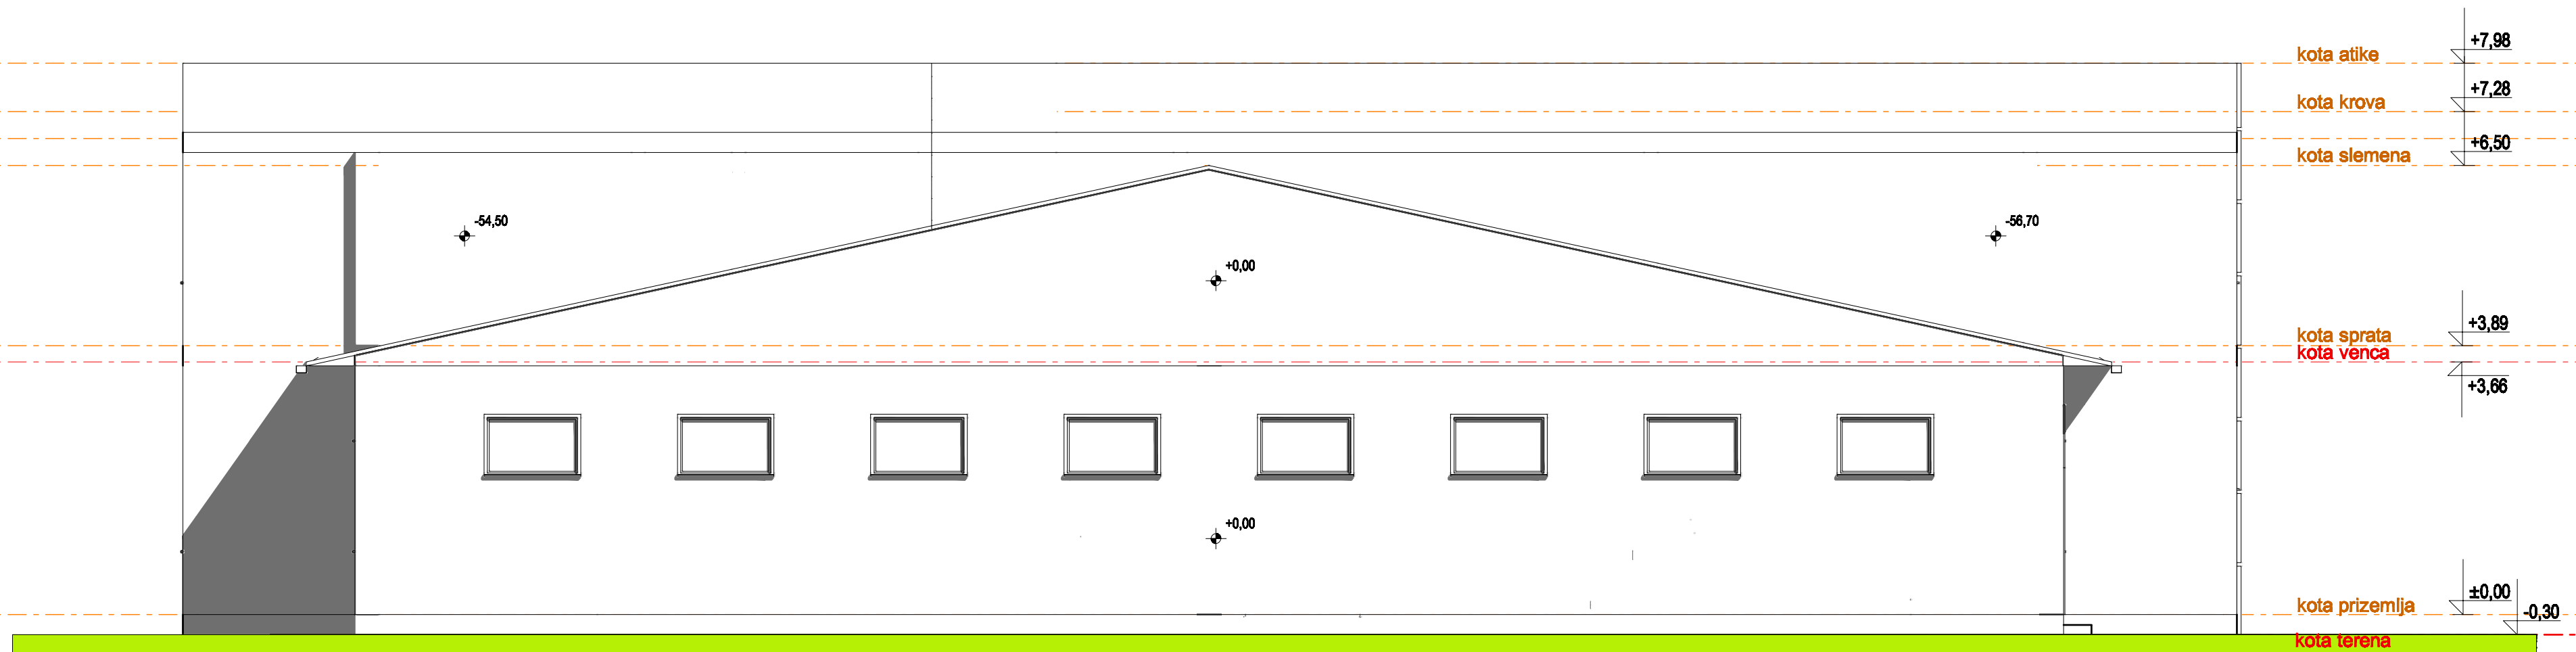 +7,98
kota atike
+7,28
kota krova
+6,50
kota slemena
-54,50
-56,70
+0,00
+3,89
kota sprata
kota venca
+3,66
+0,00
±0,00
kota prizemlja
-0,30
kota terena